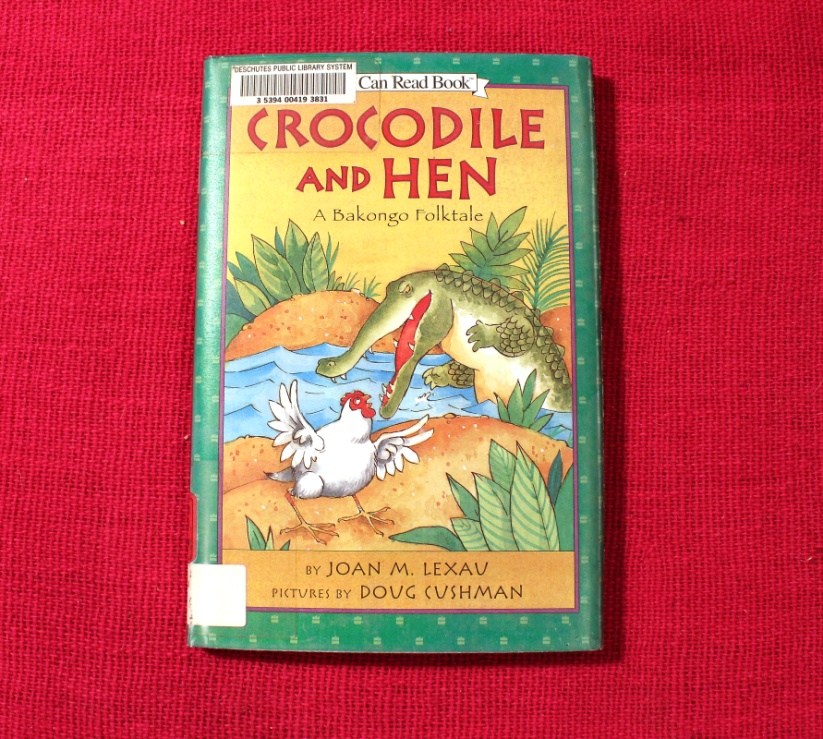 DESCHUTES PUBLIC LIBRARY SYSTEM
3 5394 00419 3831
Can Read Book™
CROCODILE
AND HEN
A Bakongo Folktale
BY JOAN M. LEXAU
PICTURES BY DOUG CUSHMAN